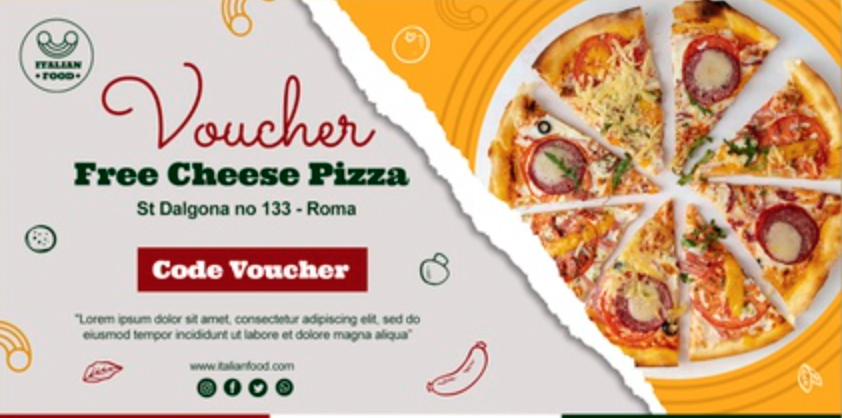 ITALIAN
FOOD
Voucher
Free Cheese Pizza
St Dalgona no 133 - Roma
Code Voucher
"Lorem ipsum dolor sit amet, consectetur adipiscing elit, sed do
eiusmod tempor incididunt ut labore et dolore magna aliqua"
www.italianfood.com